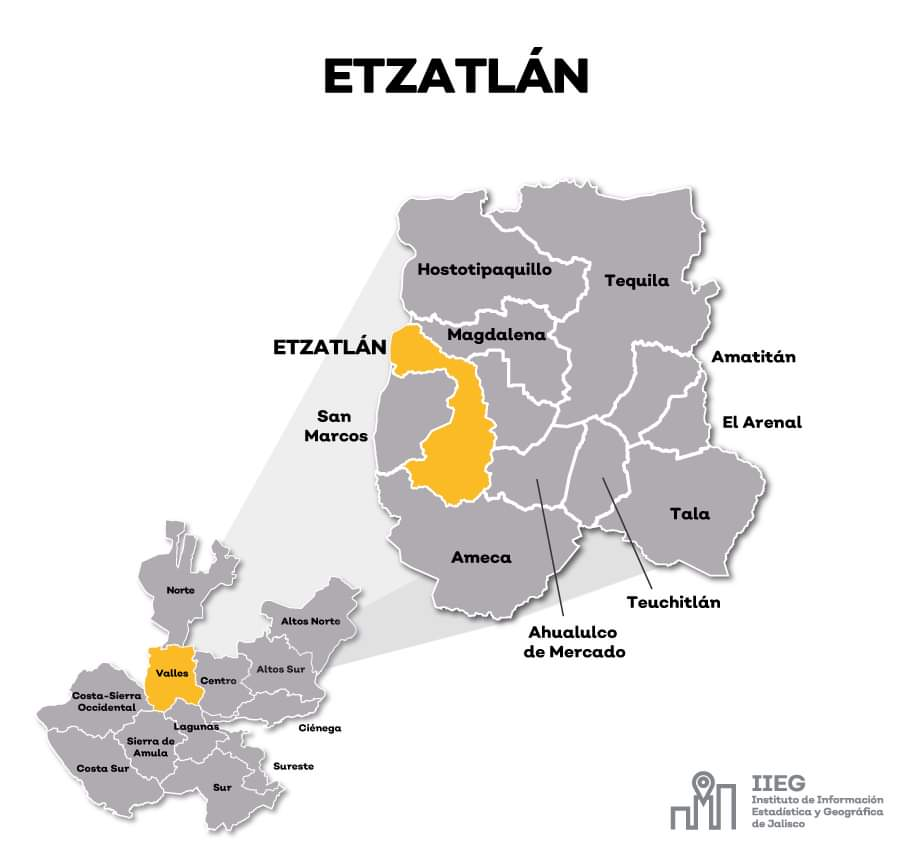 ETZATLÁN
Hostotipaquillo
Tequila
Magdalena
ETZATLÁN
Amatitán
San
Marcos
El Arenal
Tala
Ameca
Teuchitlán
Ahualulco
de Mercado
Norte
Altos Norte
Valles
Centro
Altos Sur
Costa-Sierra
Occidental
Lagunas
Ciénega
Sierra de
Amula
Costa Sur
Sureste
Sur
IIEG
Instituto de Información
Estadística y Geográfica
de Jalisco